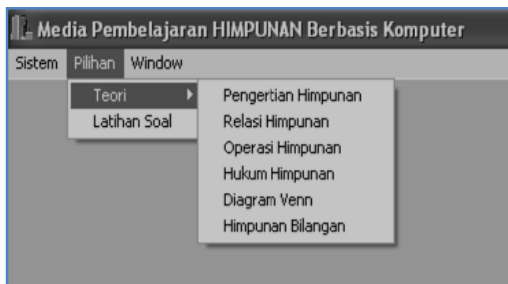 Media Pembelajaran HIMPUNAN Berbasis Komputer
Sistem Pilihan Window
Teori
Latihan Soal
Pengertian Himpunan
Relasi Himpunan
Operasi Himpunan
Hukum Himpunan
Diagram Venn
Himpunan Bilangan